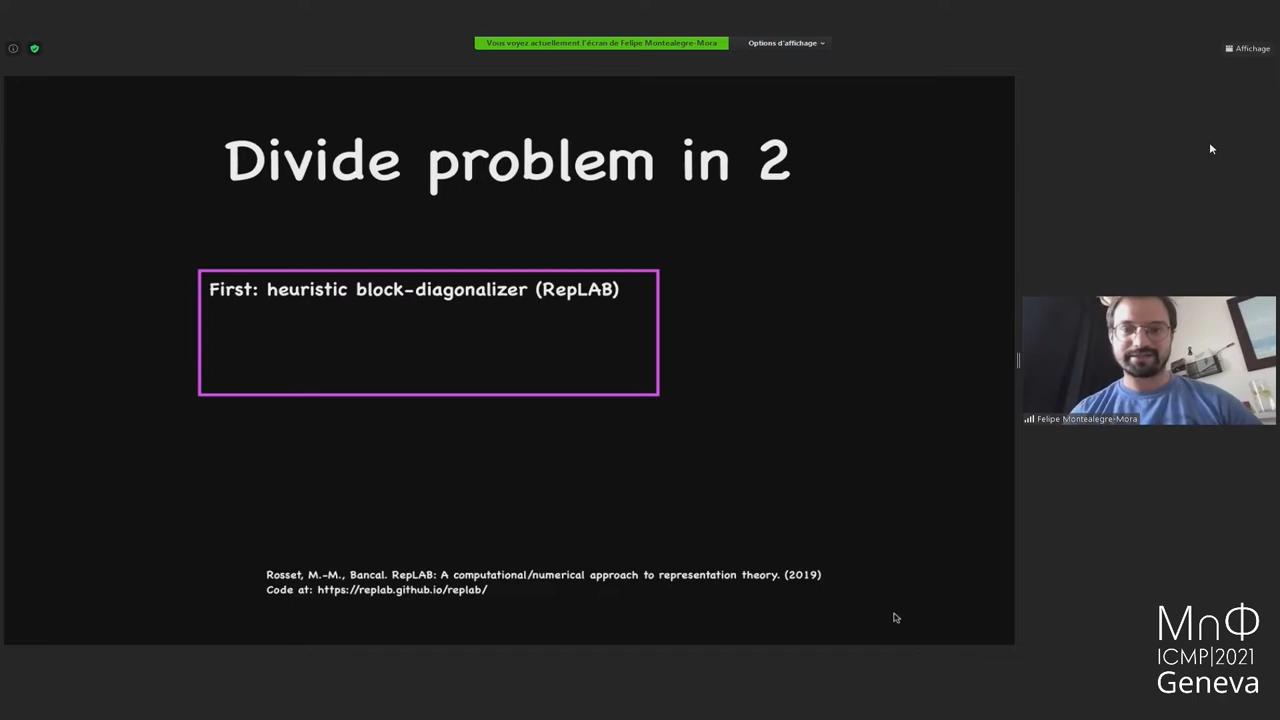 Vous voyez actuellement l'écran de Felipe Montealegre-Mora
Options d'affichage
Affichage
Divide problem in 2
First: heuristic block-diagonalizer (RepLAB)
Felipe Montealegre-Mora
Rosset, M.-M., Bancal. RepLAB: A computational/numerical approach to representation theory. (2019)
Code at: https://replab.github.io/replab/
M∩Φ
ICMP|2021
Geneva